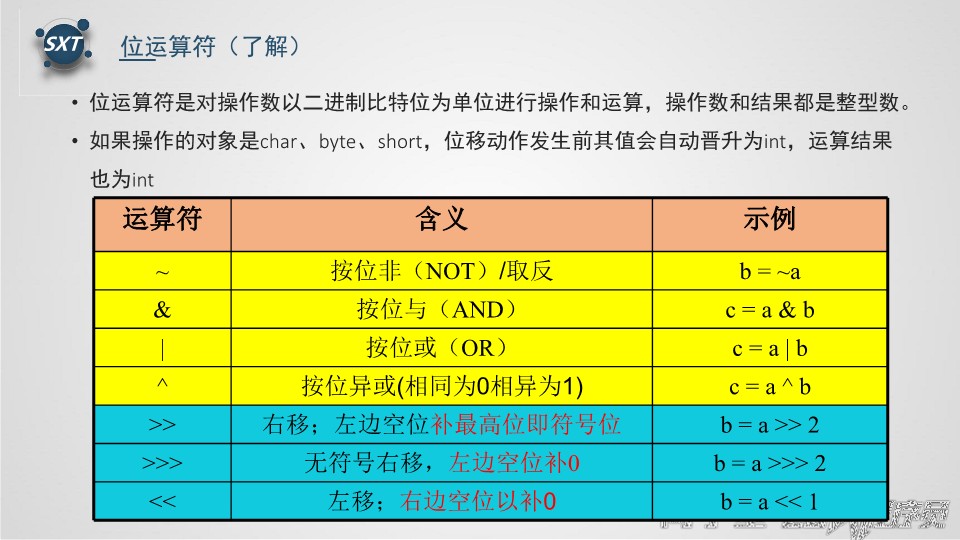 SXT
位运算符（了解）
• 位运算符是对操作数以二进制比特位为单位进行操作和运算，操作数和结果都是整型数。
• 如果操作的对象是char、byte、short，位移动作发生前其值会自动晋升为int，运算结果
也为int
运算符 含义 示例
~ 按位非（NOT）/取反 b = ~a
& 按位与（AND） c = a & b
| 按位或（OR） c = a | b
^ 按位异或(相同为0相异为1) c = a ^ b
>> 右移；左边空位补最高位即符号位 b = a >> 2
>>> 无符号右移，左边空位补0 b = a >>> 2
<< 左移；右边空位以补0 b = a << 1